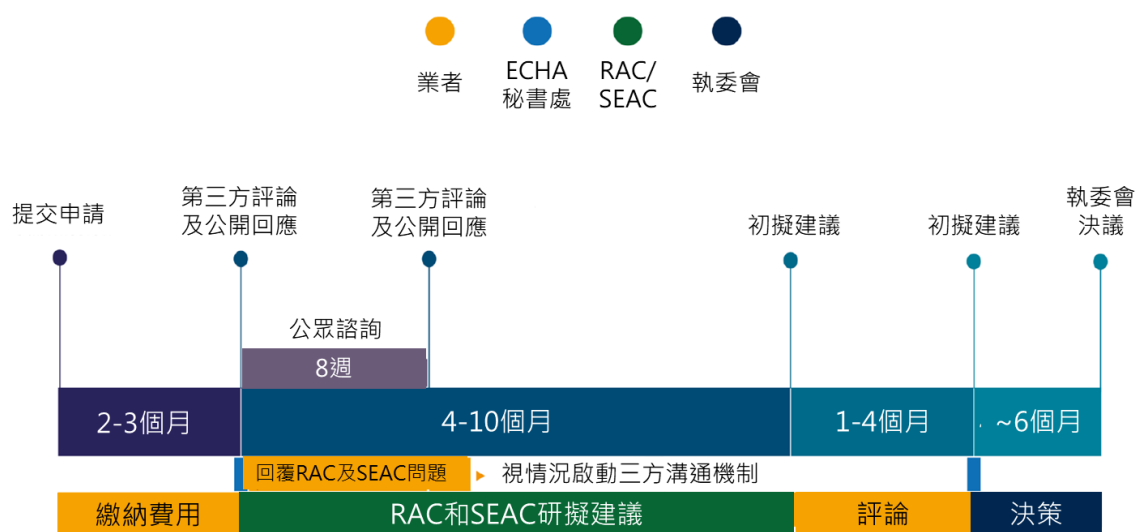 業者
ECHA
秘書處
RAC/
SEAC
執委會
提交申請
第三方評論
及公開回應
第三方評論
及公開回應
初擬建議
初擬建議
執委會
決議
公眾諮詢
8週
2-3個月
4-10個月
1-4個月
~6個月
回覆RAC及SEAC問題
視情況啟動三方溝通機制
繳納費用
RAC和SEAC研擬建議
評論
決策